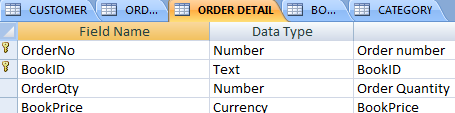 CUSTOMER ORD... ORDER DETAIL BO... CATEGORY
Field Name Data Type
OrderNo Number Order number
BookID Text BookID
OrderQty Number Order Quantity
BookPrice Currency BookPrice